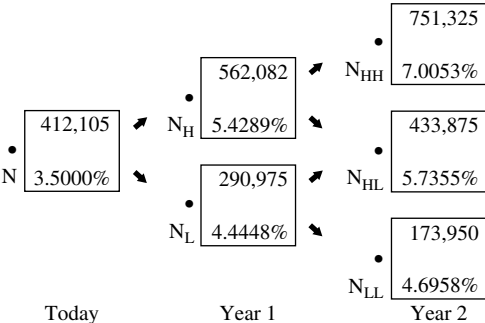 751,325
N_HH 7.0053%
562,082
N_H 5.4289%
412,105
N 3.5000%
433,875
N_HL 5.7355%
290,975
N_L 4.4448%
173,950
N_LL 4.6958%
Today Year 1 Year 2